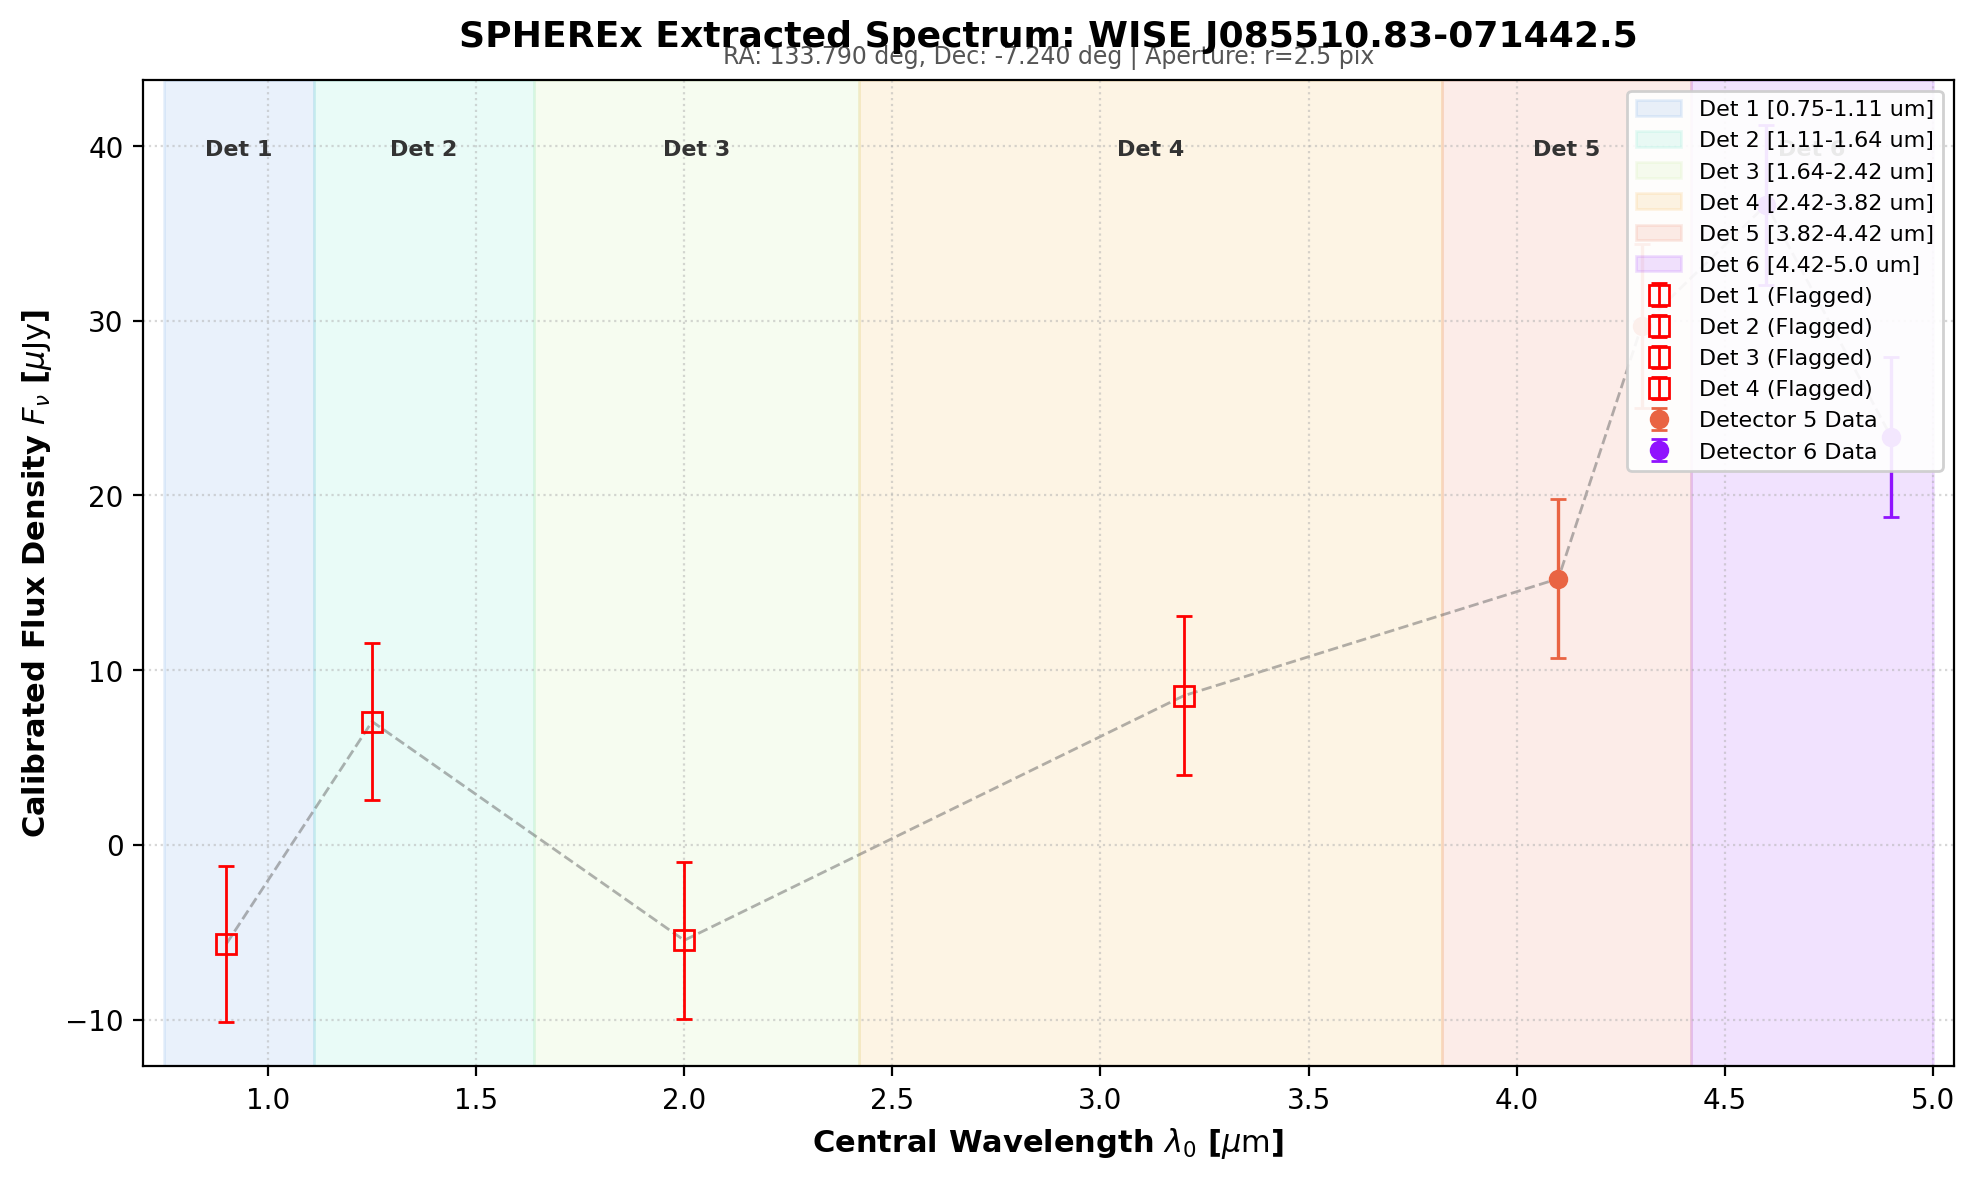 SPHEREx Extracted Spectrum: WISE J085510.83-071442.5
RA: 133.790 deg, Dec: -7.240 deg | Aperture: r=2.5 pix
Det 1
Det 2
Det 3
Det 4
Det 5
Det 6
Det 1 [0.75-1.11 um]
Det 2 [1.11-1.64 um]
Det 3 [1.64-2.42 um]
Det 4 [2.42-3.82 um]
Det 5 [3.82-4.42 um]
Det 6 [4.42-5.0 um]
Det 1 (Flagged)
Det 2 (Flagged)
Det 3 (Flagged)
Det 4 (Flagged)
Detector 5 Data
Detector 6 Data
Calibrated Flux Density Fν [μJy]
40
30
20
10
0
−10
1.0
1.5
2.0
2.5
3.0
3.5
4.0
4.5
5.0
Central Wavelength λ0 [μm]